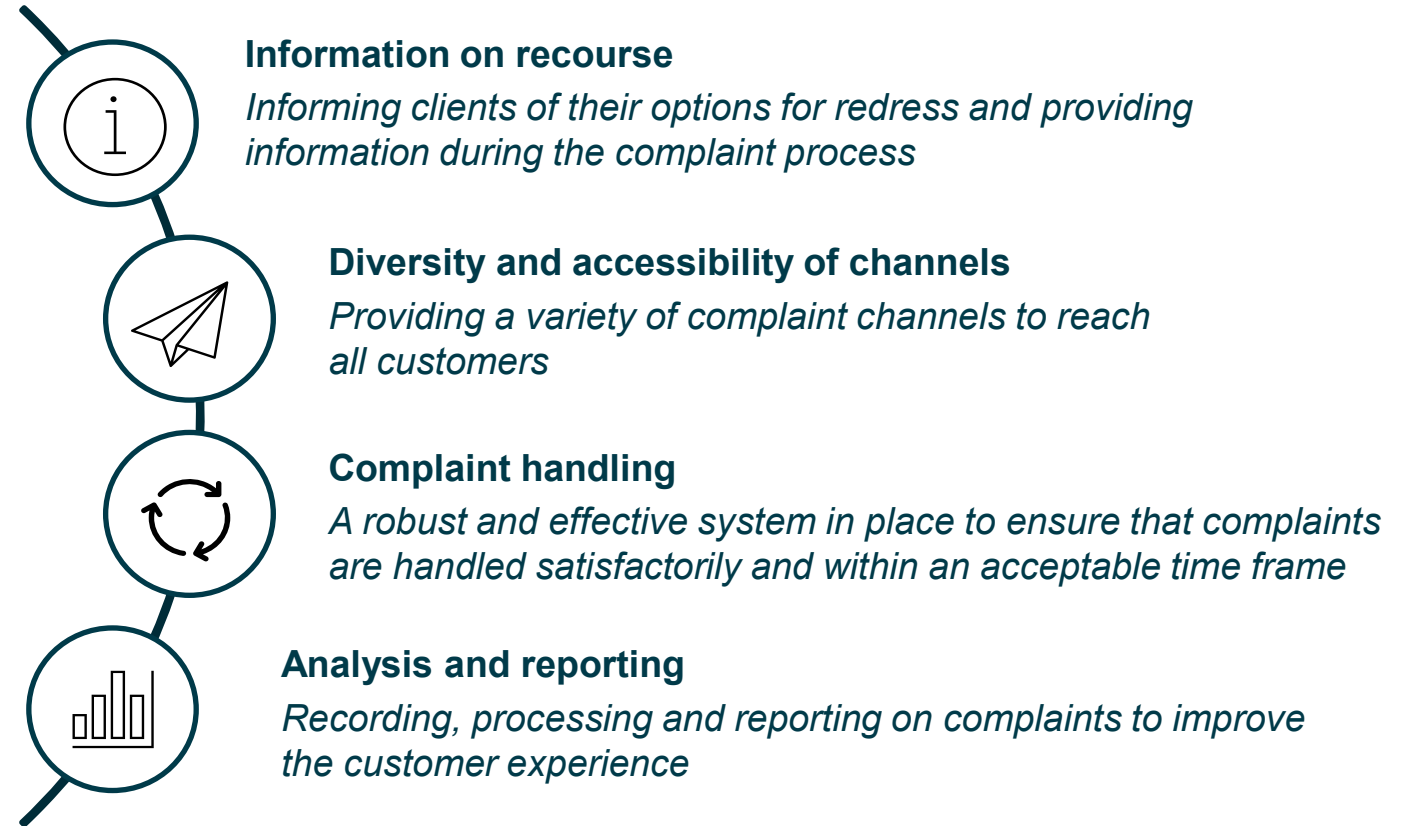 Information on recourse
Informing clients of their options for redress and providing
information during the complaint process
Diversity and accessibility of channels
Providing a variety of complaint channels to reach
all customers
Complaint handling
A robust and effective system in place to ensure that complaints
are handled satisfactorily and within an acceptable time frame
Analysis and reporting
Recording, processing and reporting on complaints to improve
the customer experience